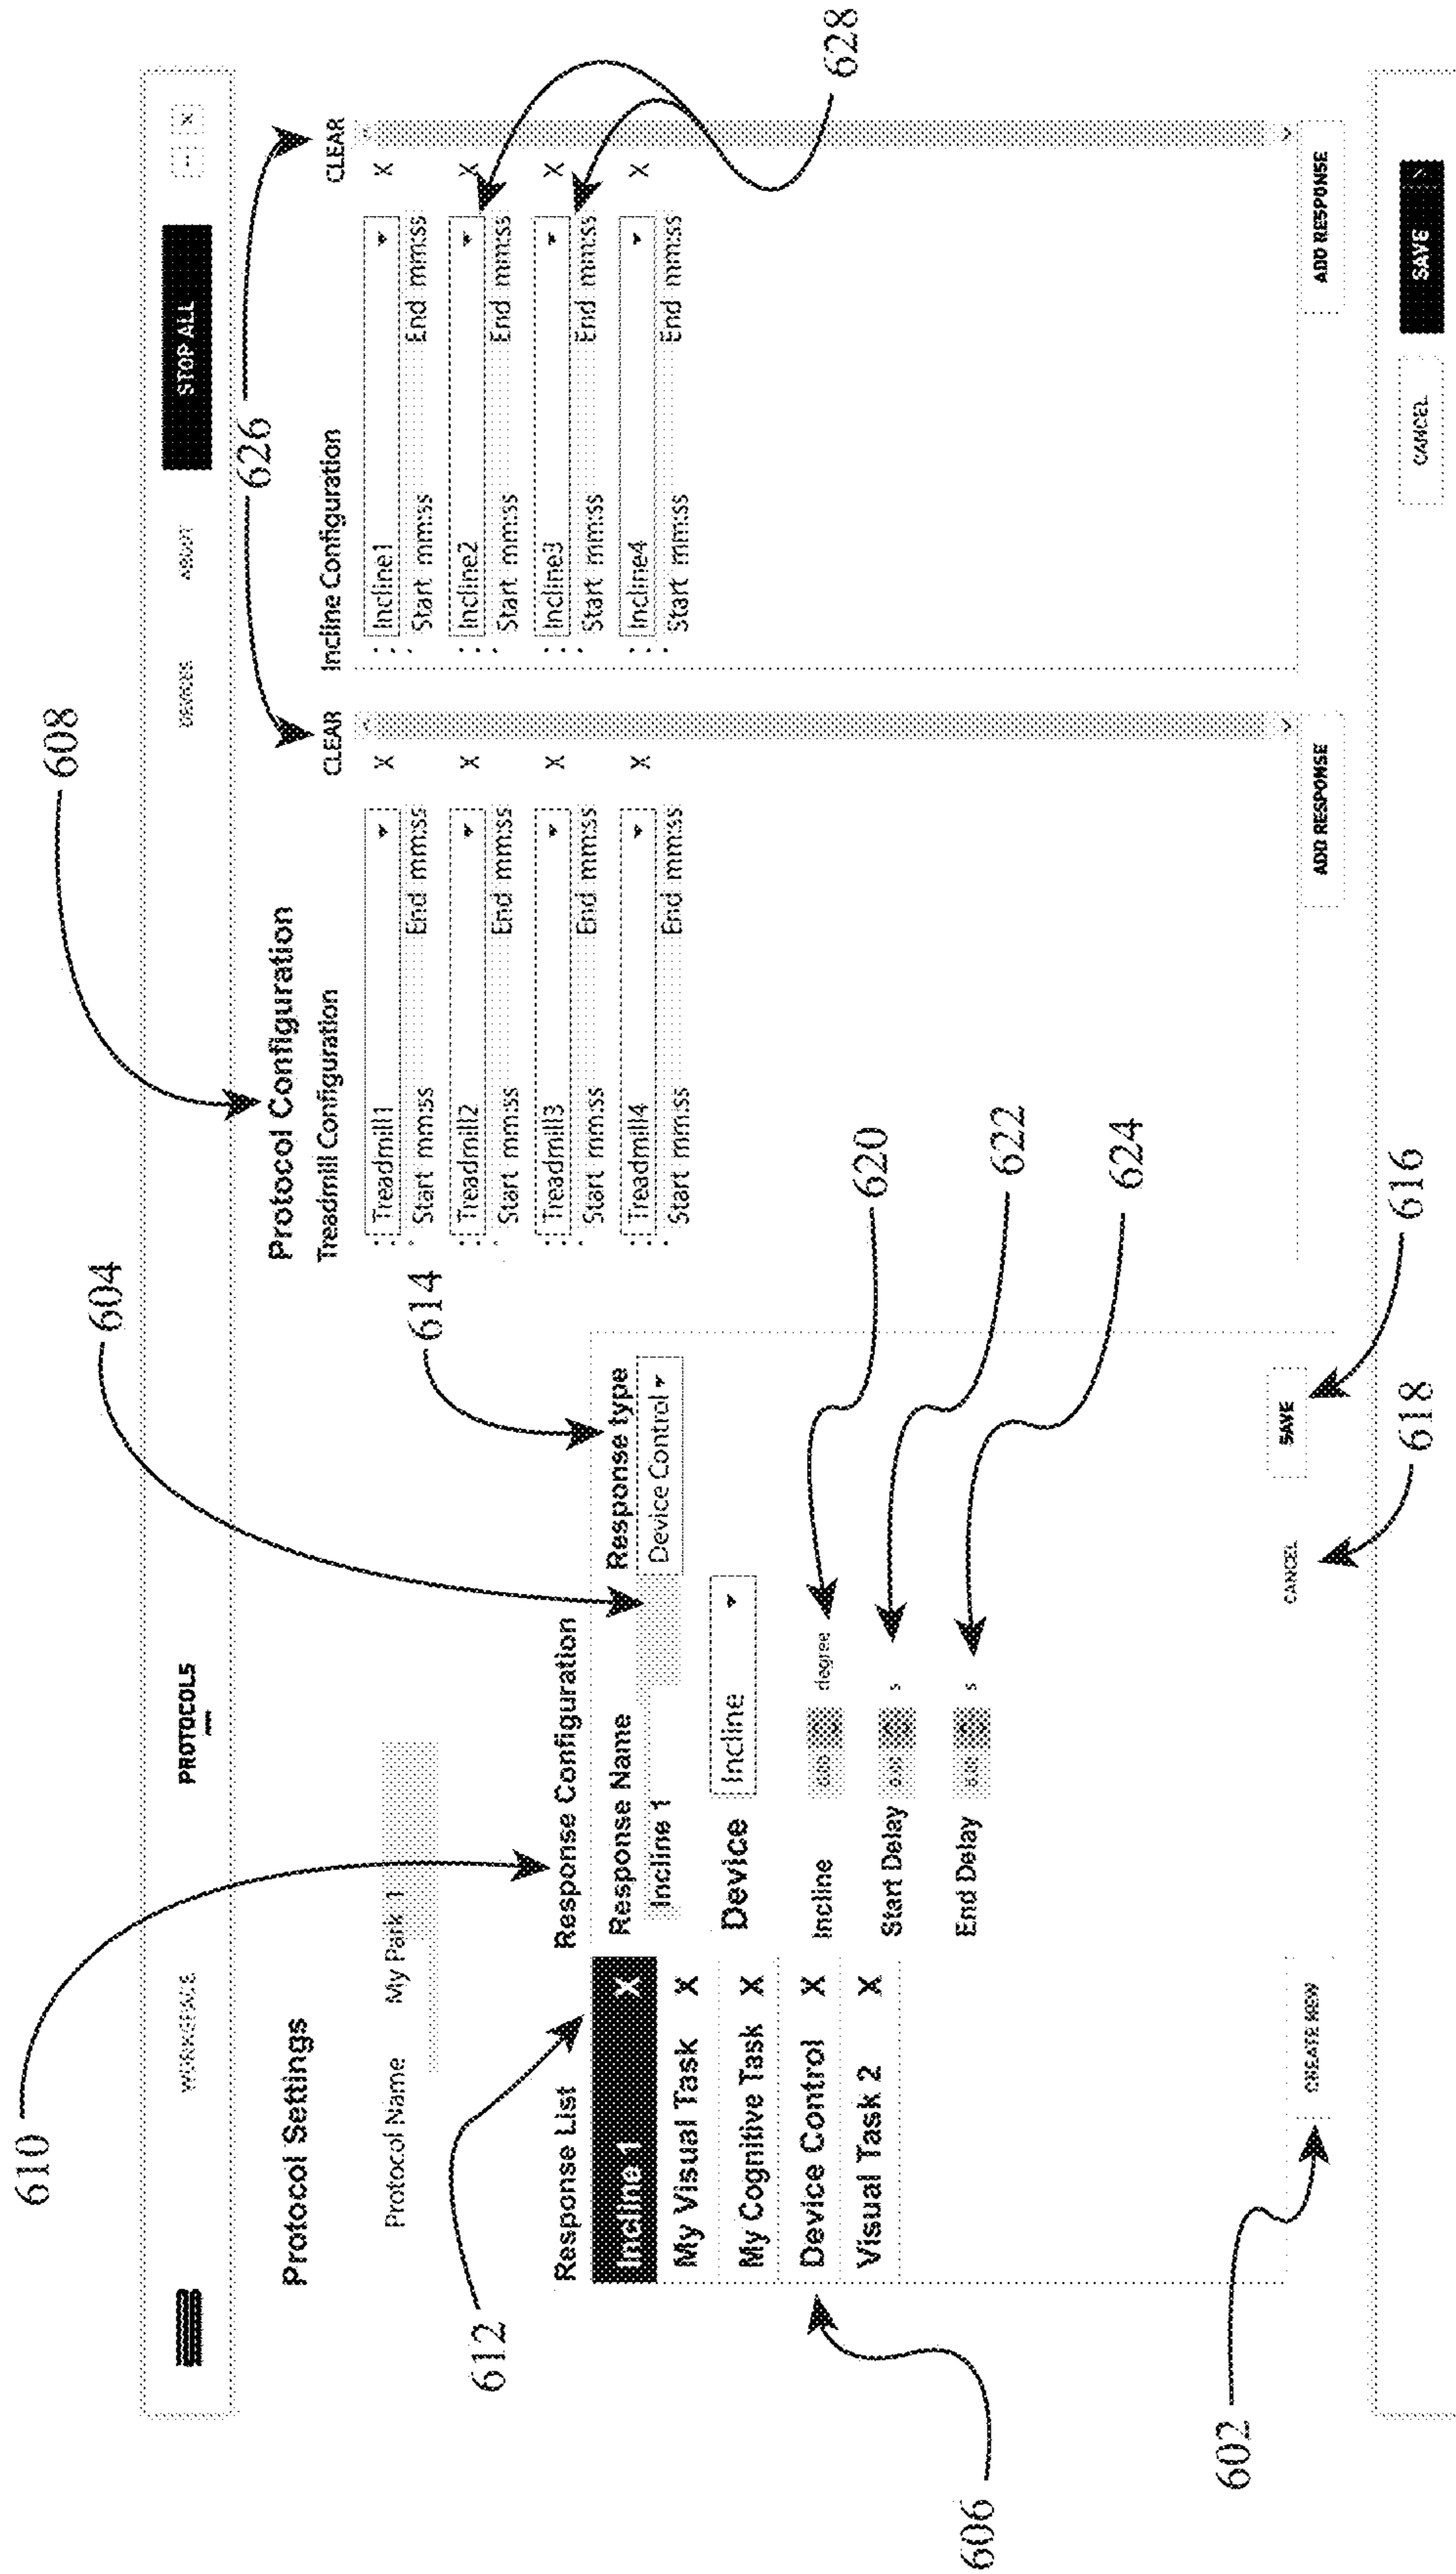 610
604
608
WORKSPACE
PROTOCOLS
DEVICES
ABOUT
STOP ALL
- X
626
Protocol Settings
Protocol Name My Park 1
612
Response List
Incline 1 X
My Visual Task X
My Cognitive Task X
Device Control X
Visual Task 2 X
606
CREATE NEW
602
Response Configuration
Response Name
Incline 1
Response type
Device Control
614
Device
Incline
Incline
degree
620
Start Delay
s
622
End Delay
s
624
CANCEL
SAVE
618
616
Protocol Configuration
Treadmill Configuration
CLEAR
Treadmill1
X
Start mm:ss End mm:ss
Treadmill2
X
Start mm:ss End mm:ss
Treadmill3
X
Start mm:ss End mm:ss
Treadmill4
X
Start mm:ss End mm:ss
ADD RESPONSE
Incline Configuration
CLEAR
Incline1
X
Start mm:ss End mm:ss
Incline2
X
Start mm:ss End mm:ss
Incline3
X
Start mm:ss End mm:ss
Incline4
X
Start mm:ss End mm:ss
628
ADD RESPONSE
CANCEL
SAVE